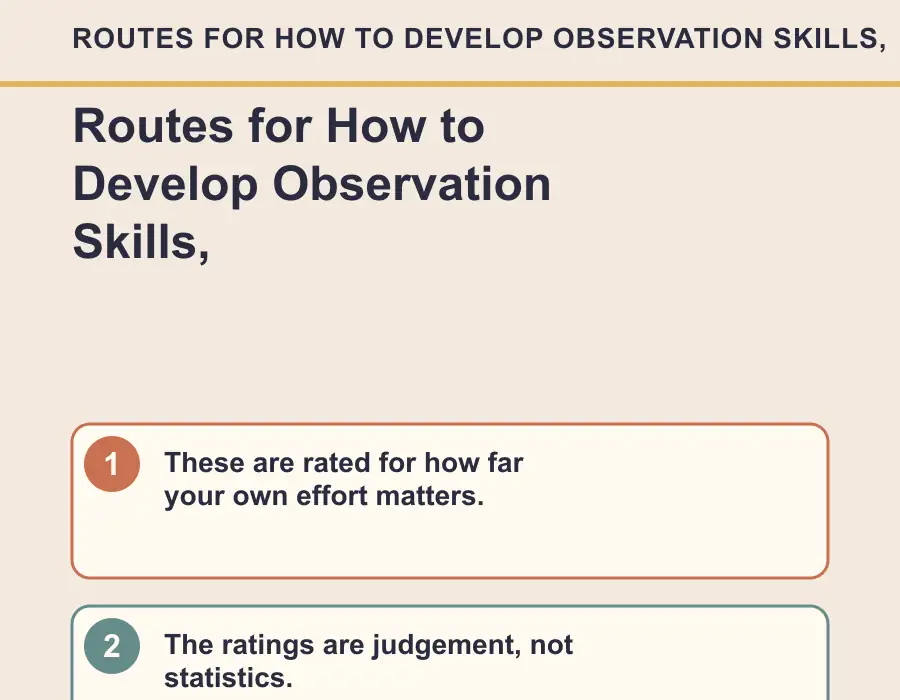 ROUTES FOR HOW TO DEVELOP OBSERVATION SKILLS,
Routes for How to
Develop Observation
Skills,
1
These are rated for how far
your own effort matters.
2
The ratings are judgement, not
statistics.